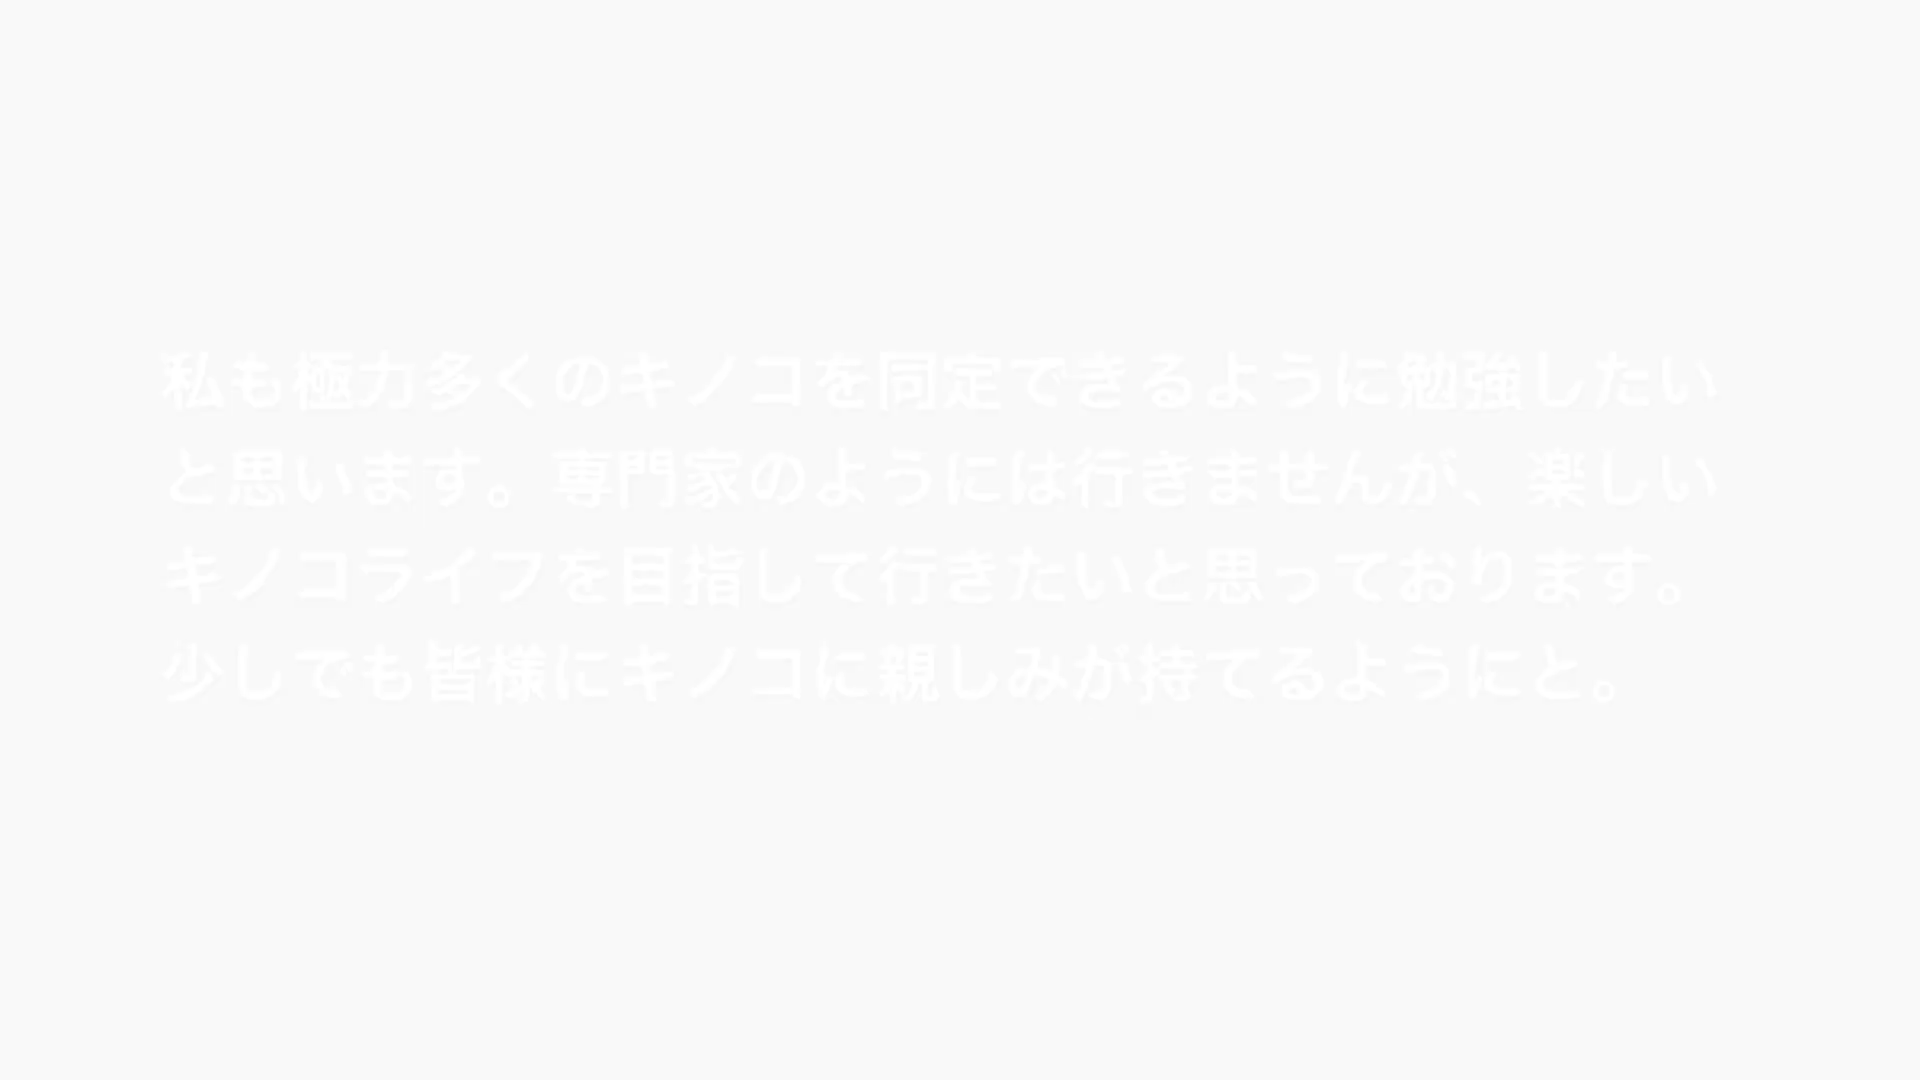 私も極力多くのキノコを同定できるように勉強したい
と思います。専門家のようには行きませんが、楽しい
キノコライフを目指して行きたいと思っております。
少しでも皆様にキノコに親しみが持てるようにと。